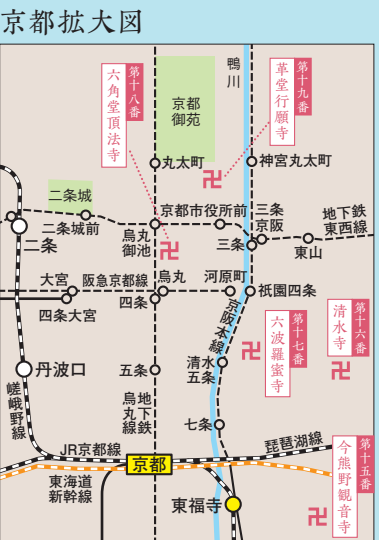 京都拡大図
第十八番
六角堂頂法寺
京都
御苑
鴨川
第十九番
革堂行願寺
丸太町
神宮丸太町
二条城
二条城前
二条
烏丸
御池
京都市役所前
三条
京阪
三条
東山
地下鉄
東西線
大宮
阪急京都線
烏丸
河原町
祇園四条
四条大宮
四条
京阪本線
第十七番
六波羅蜜寺
第十六番
清水寺
丹波口
五条
清水
五条
嵯峨野線
地下鉄
烏丸線
七条
JR京都線
京都
琵琶湖線
東海道
新幹線
東福寺
第十五番
今熊野観音寺